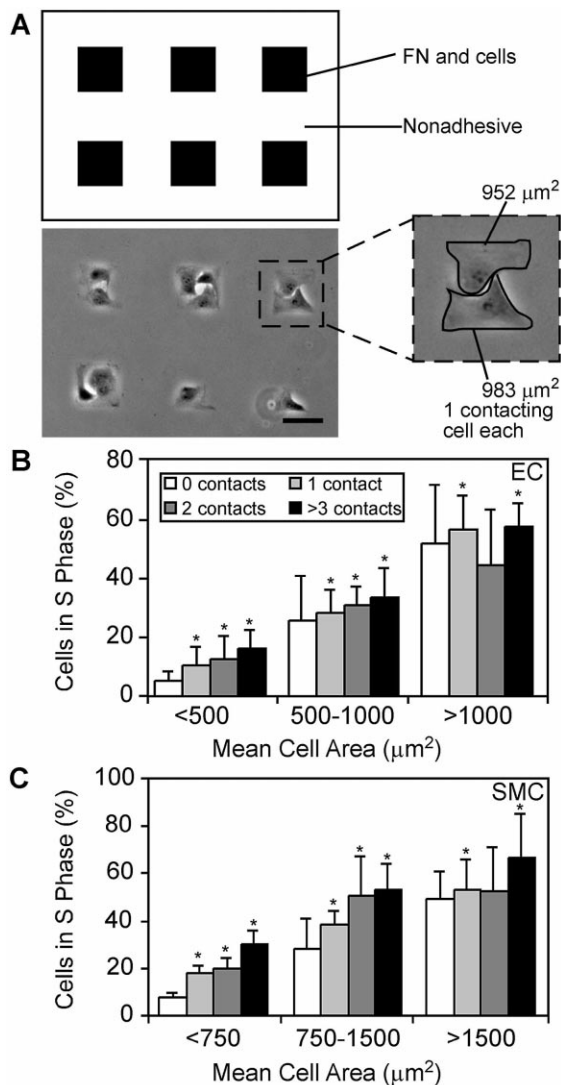 A
FN and cells
Nonadhesive
952 μm²
983 μm²
1 contacting
cell each
B
EC
0 contacts
1 contact
2 contacts
>3 contacts
Cells in S Phase (%)
80
60
40
20
0
* * * * * * * *
<500
500-1000
>1000
Mean Cell Area (μm²)
C
SMC
Cells in S Phase (%)
100
80
60
40
20
0
* * * * * * * *
<750
750-1500
>1500
Mean Cell Area (μm²)